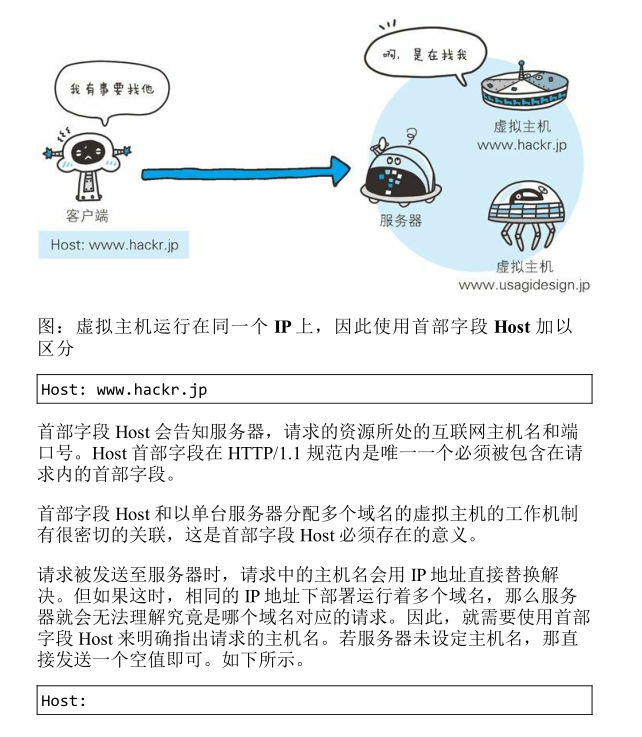 我有事要找他
啊，是在找我
虚拟主机
www.hackr.jp
客户端
服务器
Host: www.hackr.jp
虚拟主机
www.usagidesign.jp
图：虚拟主机运行在同一个 IP 上，因此使用首部字段 Host 加以
区分
Host: www.hackr.jp
首部字段 Host 会告知服务器，请求的资源所处的互联网主机名和端
口号。Host 首部字段在 HTTP/1.1 规范内是唯一一个必须被包含在请
求内的首部字段。
首部字段 Host 和以单台服务器分配多个域名的虚拟主机的工作机制
有很密切的关联，这是首部字段 Host 必须存在的意义。
请求被发送至服务器时，请求中的主机名会用 IP 地址直接替换解
决。但如果这时，相同的 IP 地址下部署运行着多个域名，那么服务
器就会无法理解究竟是哪个域名对应的请求。因此，就需要使用首部
字段 Host 来明确指出请求的主机名。若服务器未设定主机名，那直
接发送一个空值即可。如下所示。
Host: